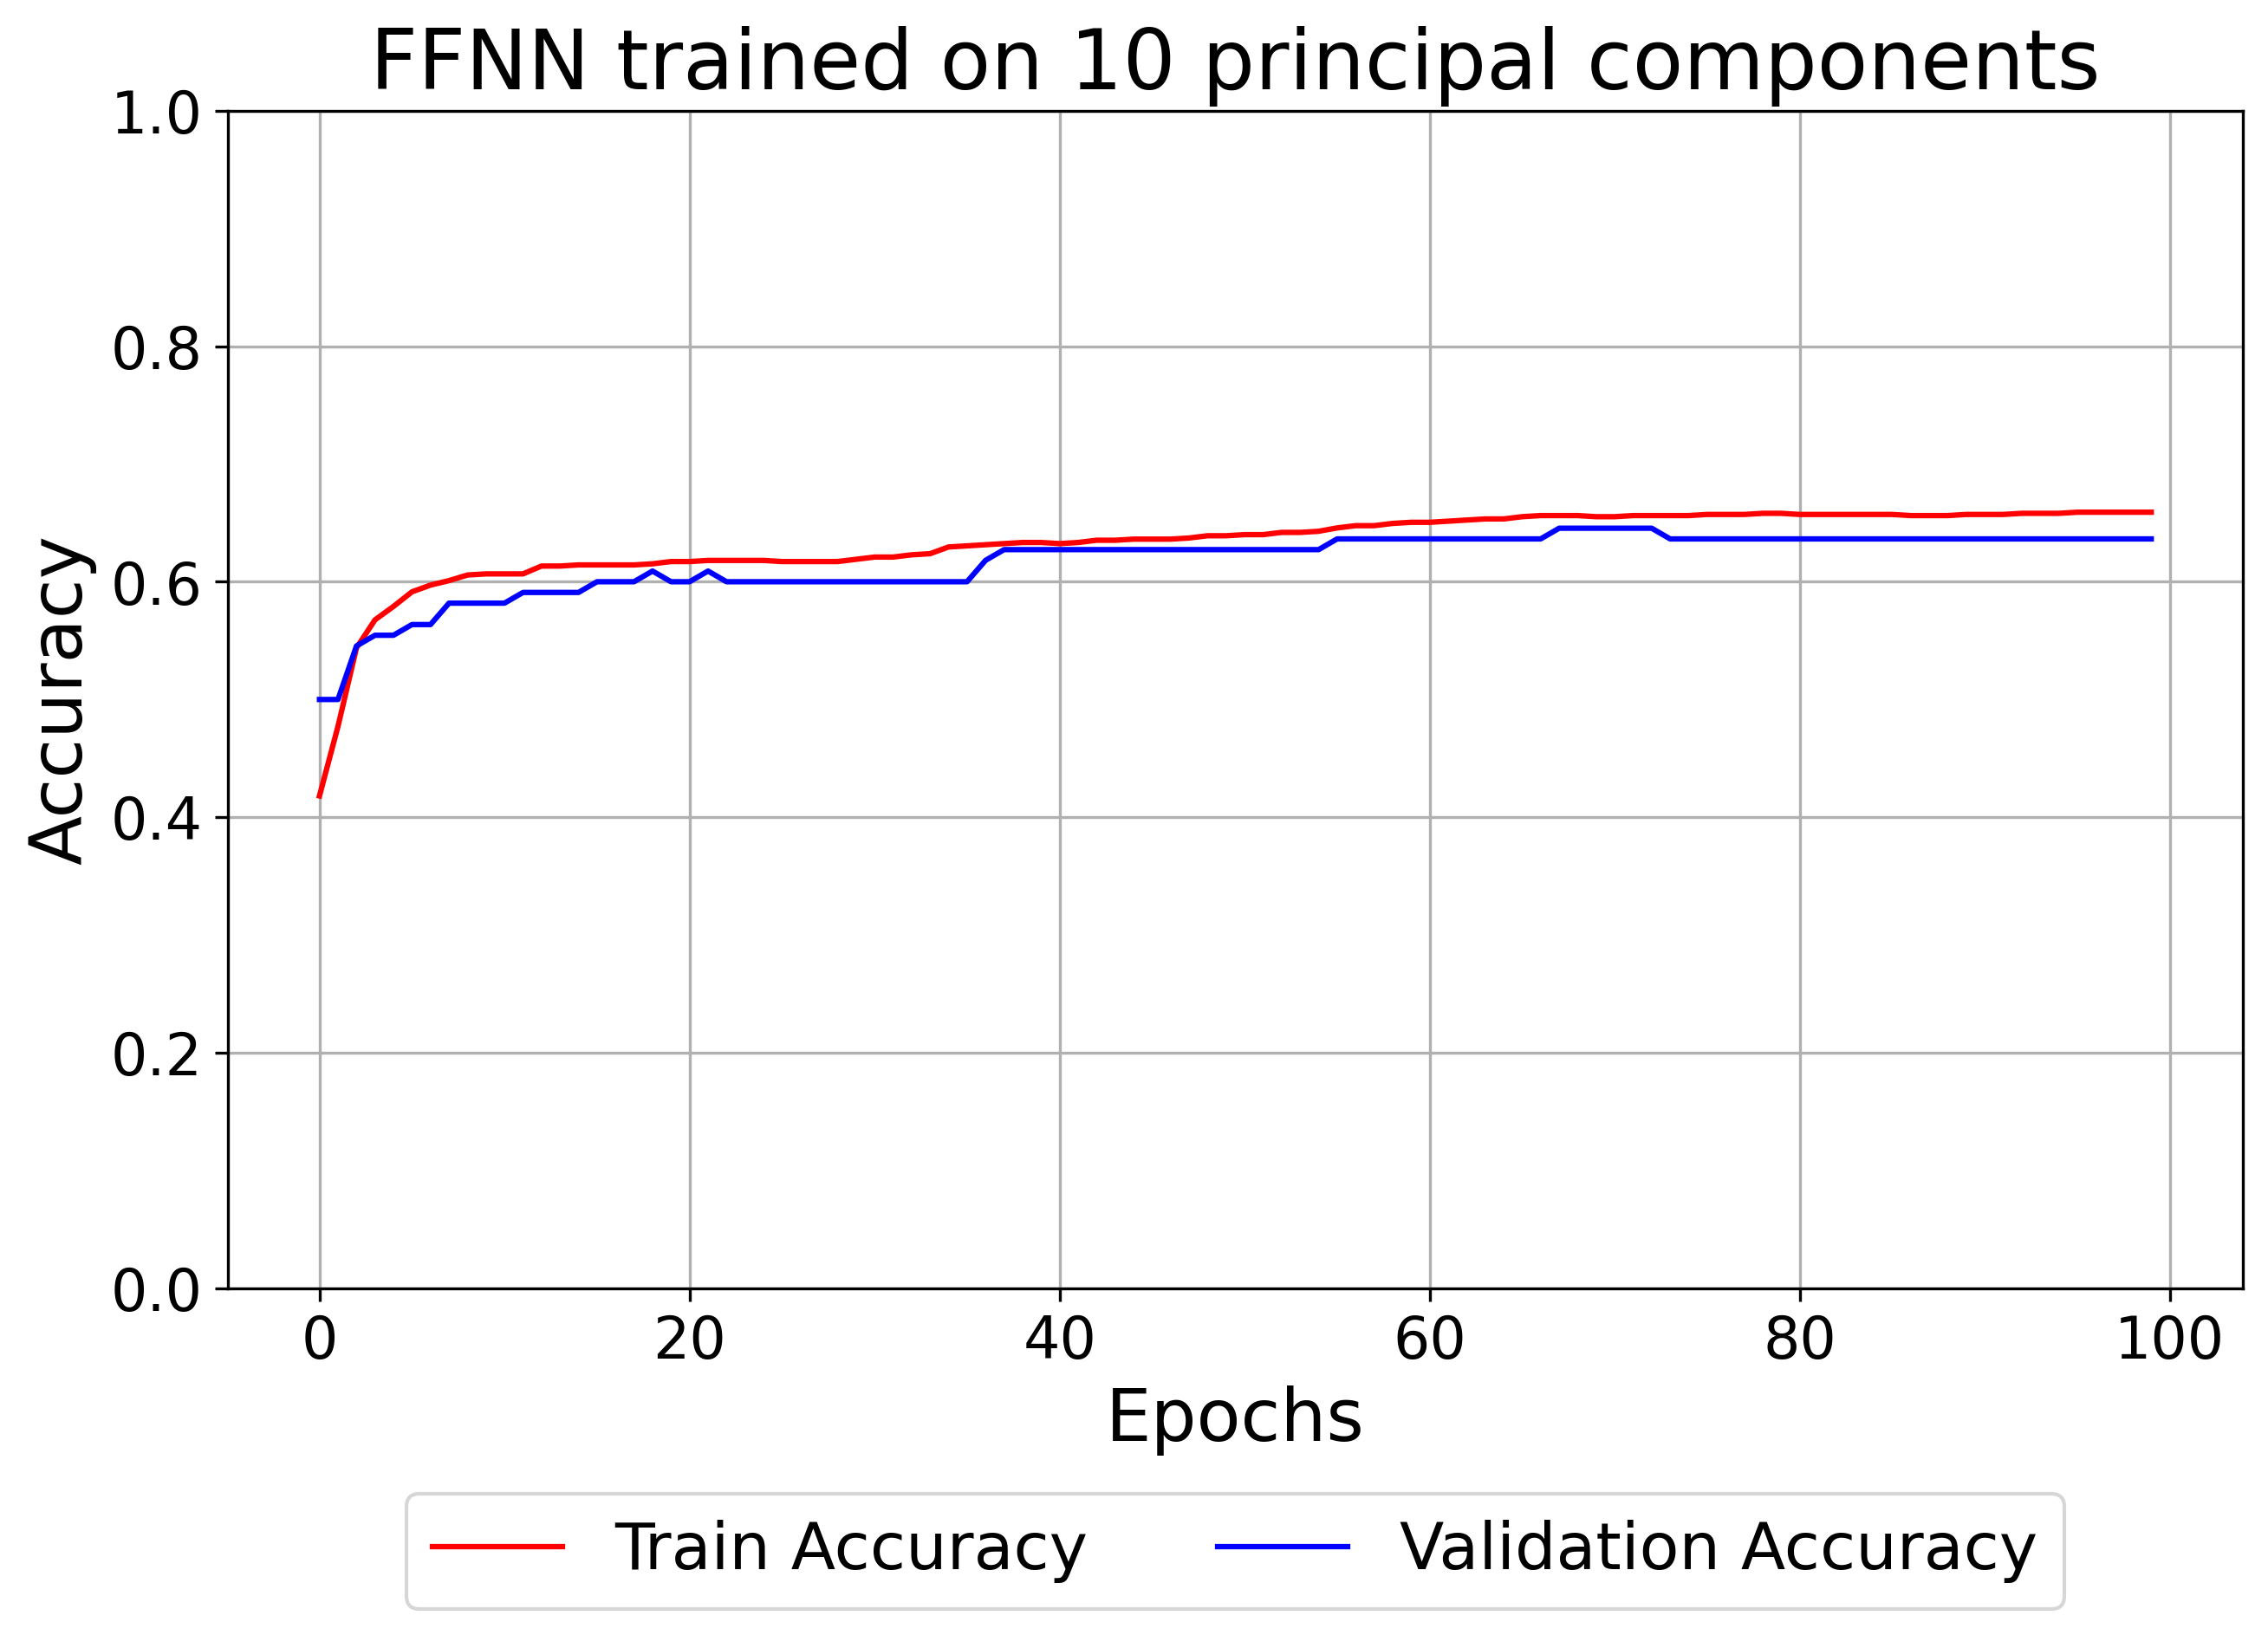 FFNN trained on 10 principal components
1.0
0.8
0.6
0.4
0.2
0.0
Accuracy
0 20 40 60 80 100
Epochs
Train Accuracy Validation Accuracy